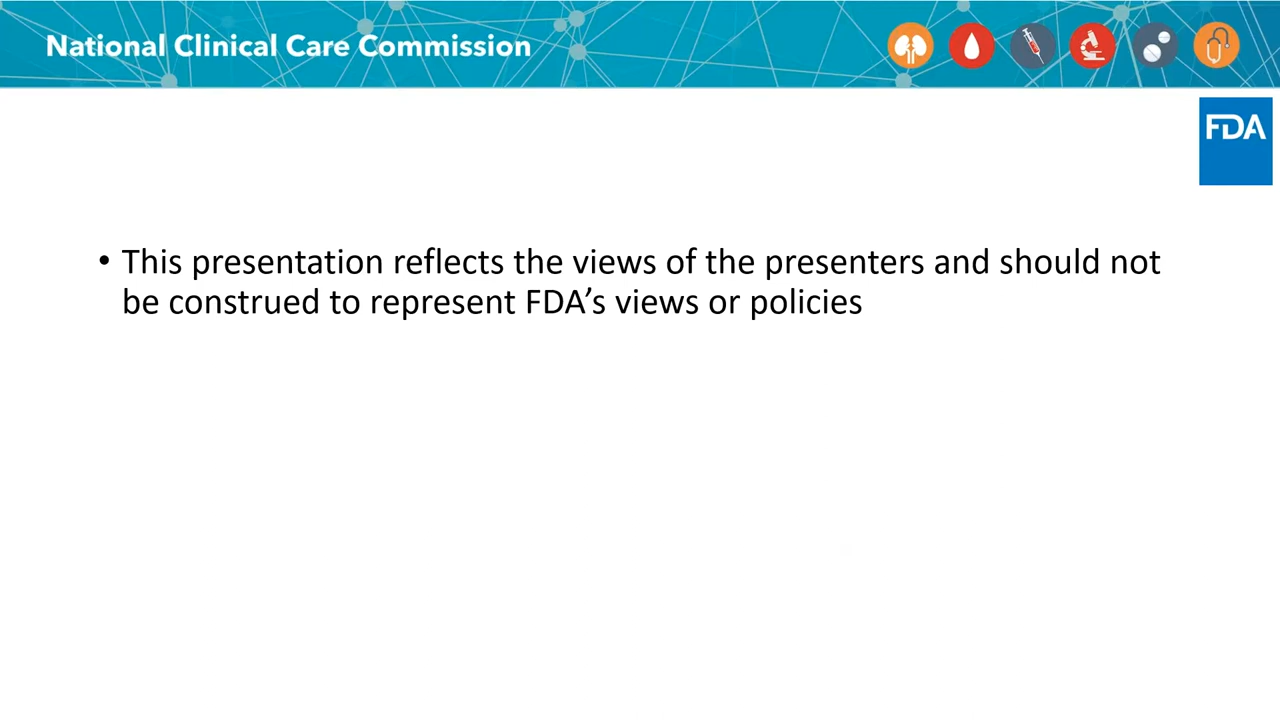 National Clinical Care Commission
FDA
• This presentation reflects the views of the presenters and should not
be construed to represent FDA’s views or policies